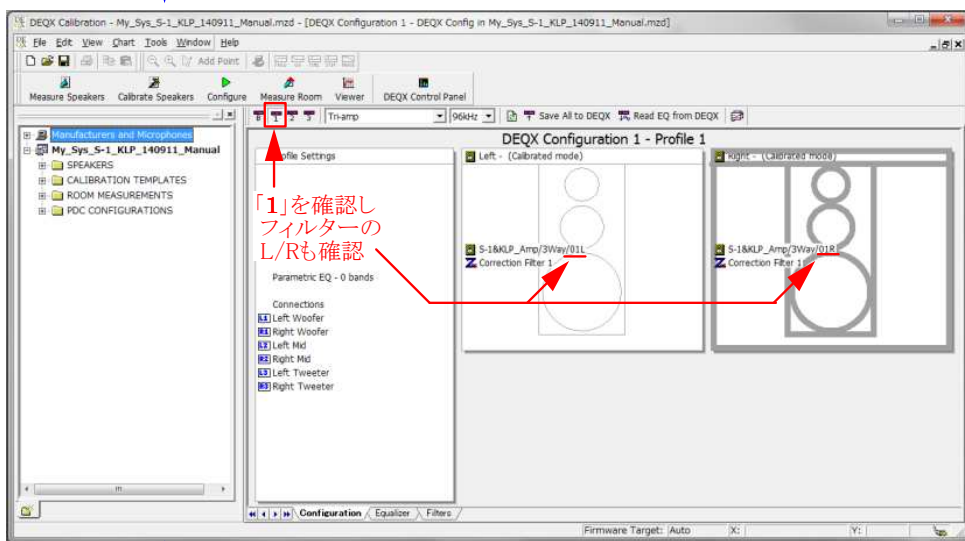 DEQX Calibration - My_Sys_S-1_KLP_140911_Manual.mzd - [DEQX Configuration 1 - DEQX Config in My_Sys_S-1_KLP_140911_Manual.mzd]
File Edit View Chart Tools Window Help
Add Point
Measure Speakers Calibrate Speakers Configure Measure Room Viewer DEQX Control Panel
Tri-amp 96kHz Save All to DEQX Read EQ from DEQX
Manufacturers and Microphones
My_Sys_S-1_KLP_140911_Manual
SPEAKERS
CALIBRATION TEMPLATES
ROOM MEASUREMENTS
PDC CONFIGURATIONS
DEQX Configuration 1 - Profile 1
Profile Settings
「1」を確認し
フィルターの
L/Rも確認
Parametric EQ - 0 bands
Connections
L1 Left Woofer
R1 Right Woofer
L2 Left Mid
R2 Right Mid
L3 Left Tweeter
R3 Right Tweeter
Left - (Calibrated mode)
S-1&KLP_Amp/3Way/01L
Correction Filter 1
Right - (Calibrated mode)
S-1&KLP_Amp/3Way/01R
Correction Filter 1
Configuration Equalizer Filters
Firmware Target: Auto X: Y: